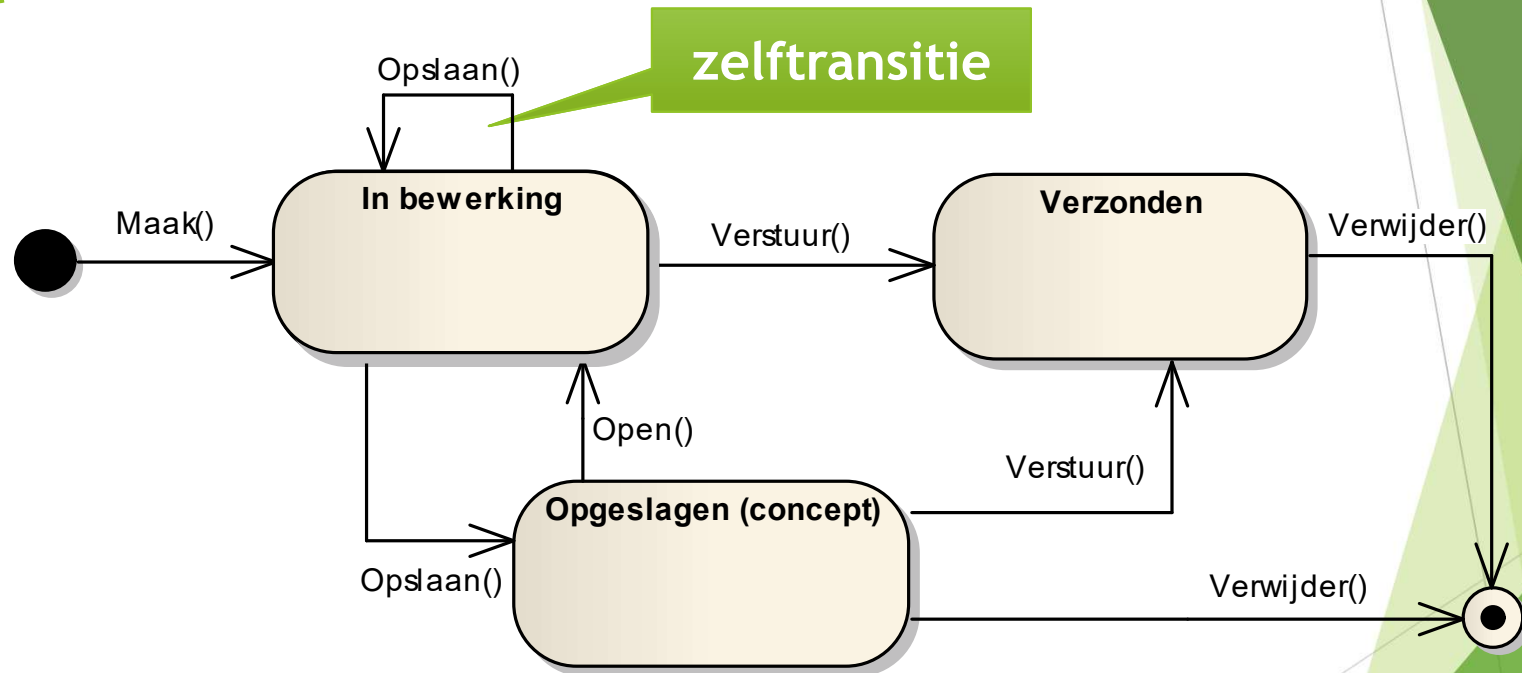 zelftransitie
Opslaan()
In bewerking
Verzonden
Maak()
Verstuur()
Verwijder()
Open()
Verstuur()
Opgeslagen (concept)
Opslaan()
Verwijder()